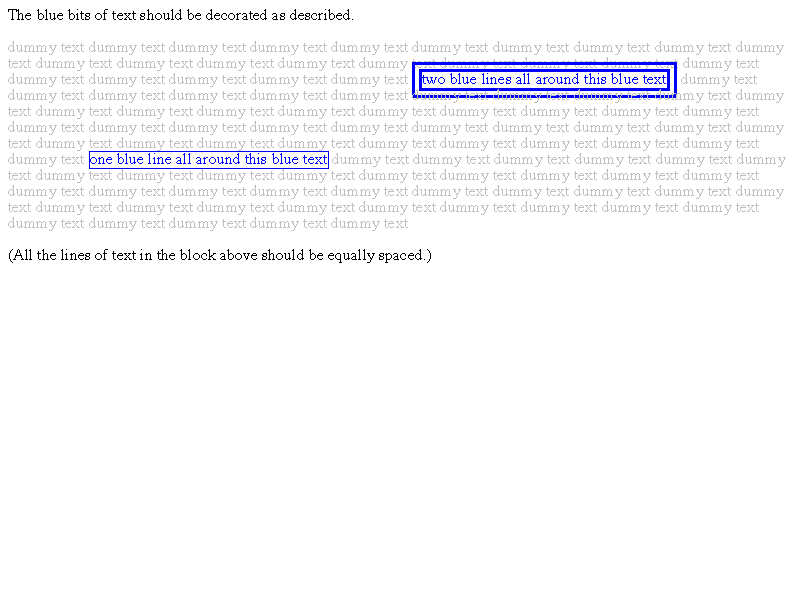 The blue bits of text should be decorated as described.
dummy text dummy text dummy text dummy text dummy text dummy text dummy text dummy text dummy text dummy
text dummy text dummy text dummy text dummy text dummy text dummy text dummy text dummy text dummy text
dummy text dummy text dummy text dummy text dummy text two blue lines all around this blue text dummy text
dummy text dummy text dummy text dummy text dummy text dummy text dummy text dummy text dummy text dummy
text dummy text dummy text dummy text dummy text dummy text dummy text dummy text dummy text dummy text
dummy text dummy text dummy text dummy text dummy text dummy text dummy text dummy text dummy text dummy
text dummy text dummy text dummy text dummy text dummy text dummy text dummy text dummy text dummy text
dummy text one blue line all around this blue text dummy text dummy text dummy text dummy text dummy text dummy
text dummy text dummy text dummy text dummy text dummy text dummy text dummy text dummy text dummy text
dummy text dummy text dummy text dummy text dummy text dummy text dummy text dummy text dummy text dummy
text dummy text dummy text dummy text dummy text dummy text dummy text dummy text dummy text dummy text
dummy text dummy text dummy text dummy text dummy text
(All the lines of text in the block above should be equally spaced.)